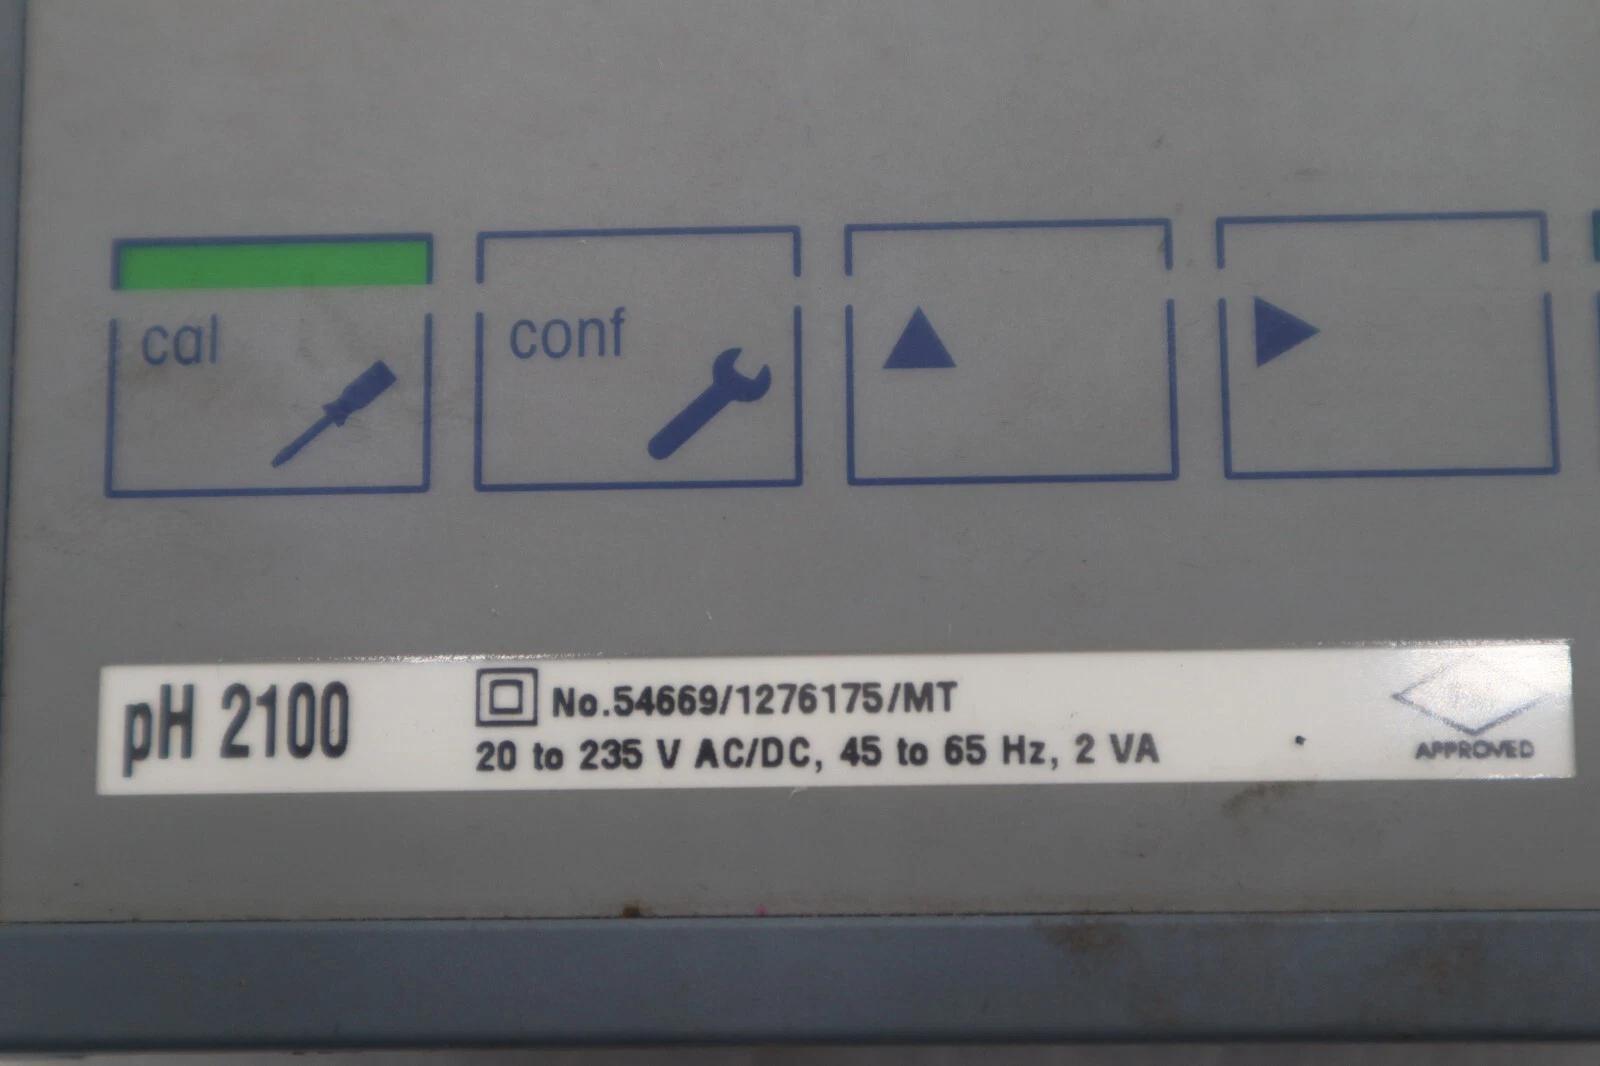 cal
conf
pH 2100
No.54669/1276175/MT
20 to 235 V AC/DC, 45 to 65 Hz, 2 VA
APPROVED